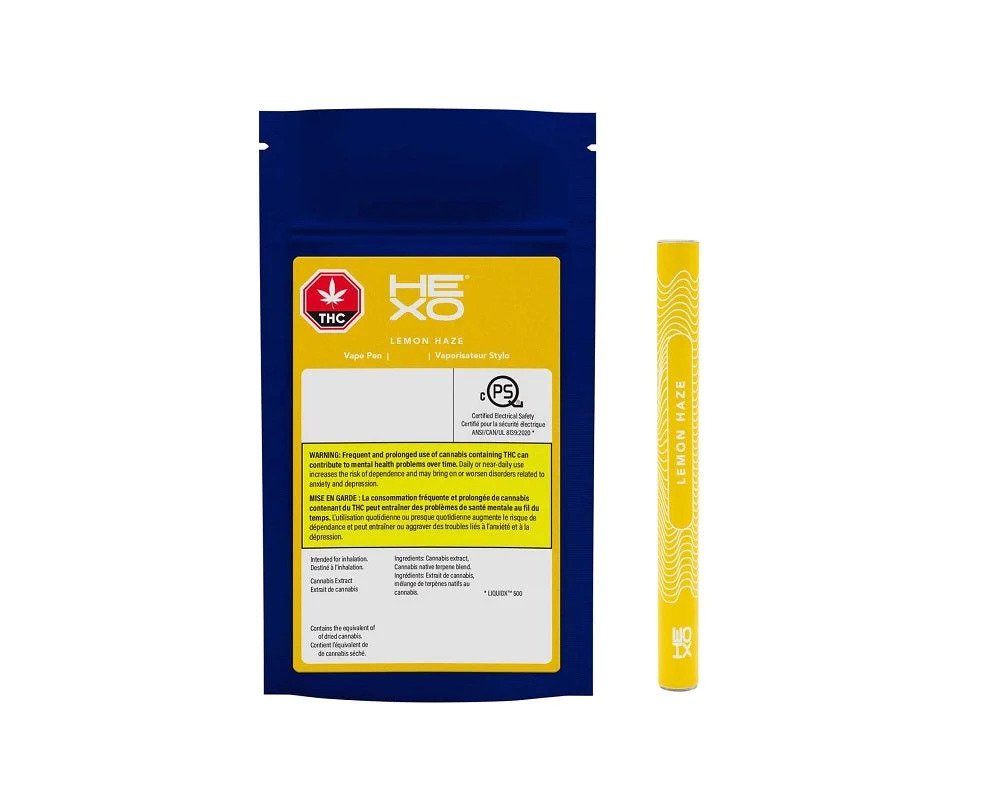 THC
HE
XO
LEMON HAZE
Vape Pen | | Vaporisateur Stylo
c PS
Certified Electrical Safety
Certifié pour la sécurité électrique
ANSI/CAN/UL 8139:2020 *
WARNING: Frequent and prolonged use of cannabis containing THC can
contribute to mental health problems over time. Daily or near-daily use
increases the risk of dependence and may bring on or worsen disorders related to
anxiety and depression.
MISE EN GARDE : La consommation fréquente et prolongée de cannabis
contenant du THC peut entraîner des problèmes de santé mentale au fil du
temps. L'utilisation quotidienne ou presque quotidienne augmente le risque de
dépendance et peut entraîner ou aggraver des troubles liés à l'anxiété et à la
dépression.
Intended for inhalation.
Destiné à l'inhalation.
Cannabis Extract
Extrait de cannabis
Ingredients: Cannabis extract,
Cannabis native terpene blend.
Ingrédients: Extrait de cannabis,
mélange de terpènes natifs au
cannabis.
* LIQUIDX™ 500
Contains the equivalent of
of dried cannabis.
Contient l'équivalent de
de cannabis séché.
LEMON HAZE
HE
XO